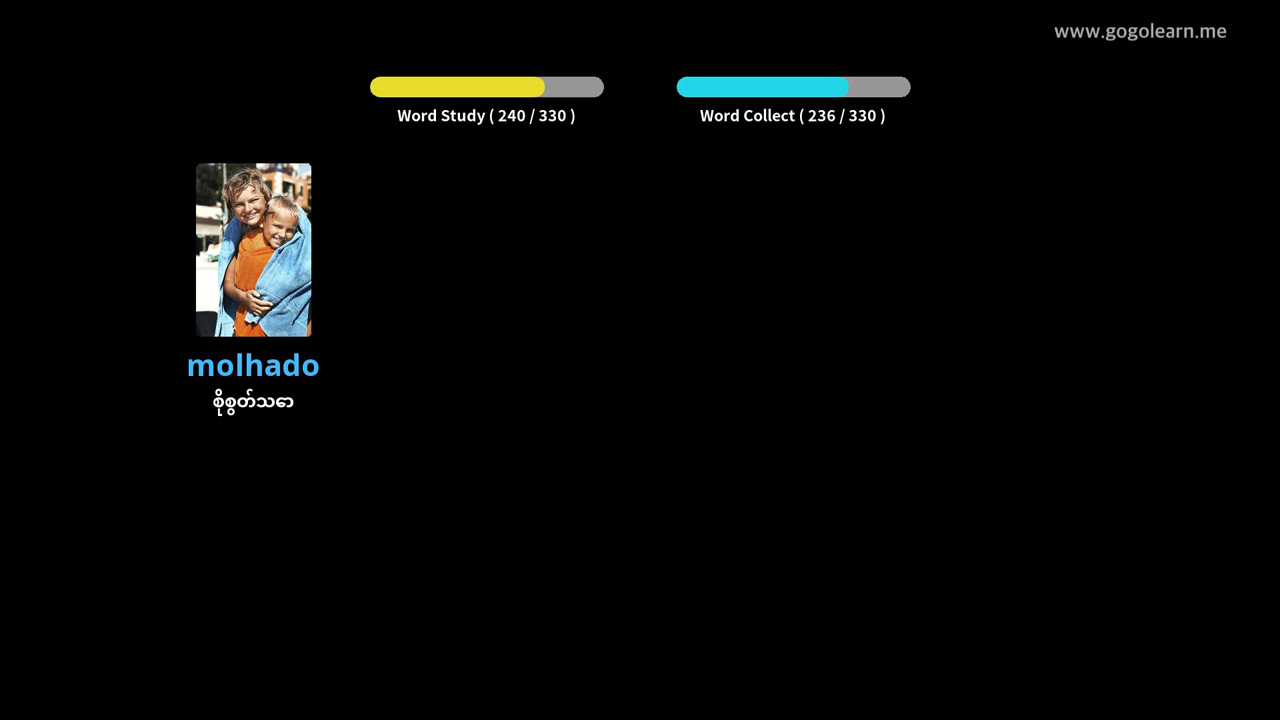 www.gogolearn.me
Word Study ( 240 / 330 )
Word Collect ( 236 / 330 )
molhado
စိုစွတ်သော